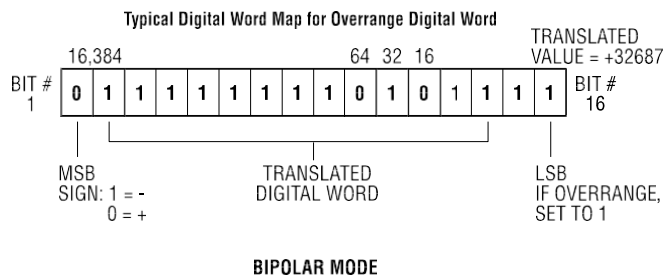 Typical Digital Word Map for Overrange Digital Word
TRANSLATED
VALUE = +32687
16,384 64 32 16
BIT #
1
0 1 1 1 1 1 1 1 1 0 1 0 1 1 1 1
BIT #
16
MSB
SIGN: 1 = -
0 = +
TRANSLATED
DIGITAL WORD
LSB
IF OVERRANGE,
SET TO 1
BIPOLAR MODE